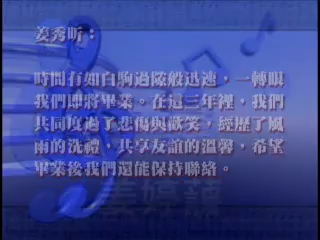 姜秀昕：
時間有如白駒過隙般迅速，一轉眼
我們即將畢業。在這三年裡，我們
共同度過了悲傷與歡笑，經歷了風
雨的洗禮，共享友誼的溫馨，希望
畢業後我們還能保持聯絡。